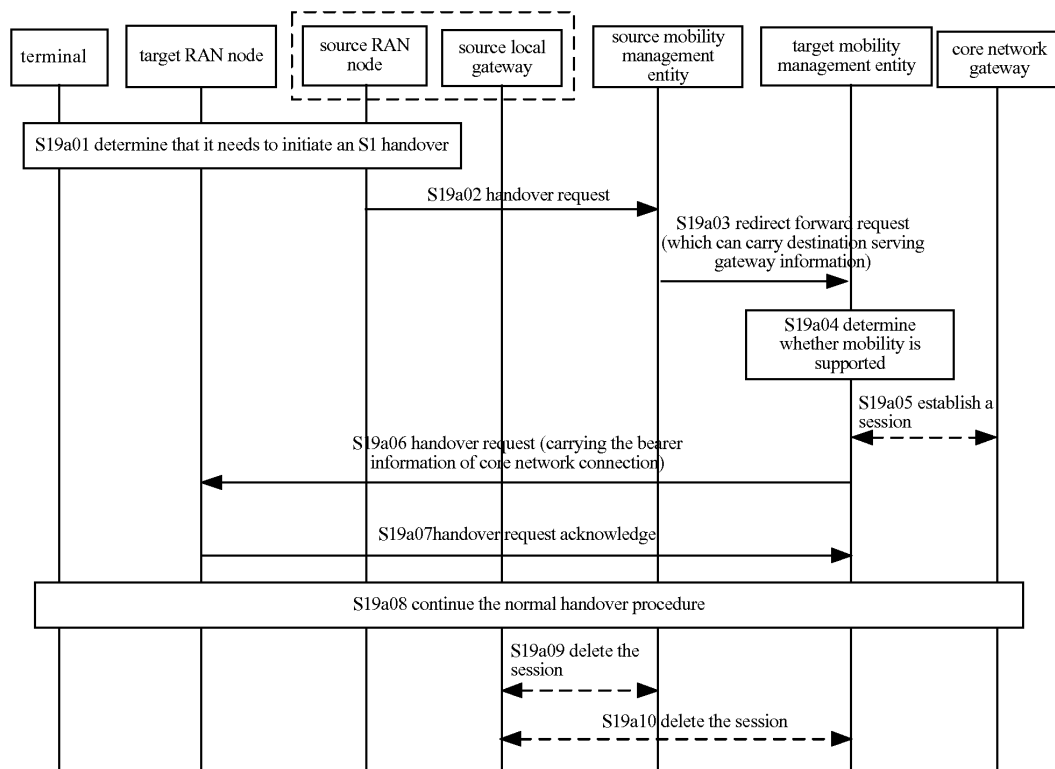 terminal
target RAN node
source RAN
node
source local
gateway
source mobility
management
entity
target mobility
management entity
core network
gateway
S19a01 determine that it needs to initiate an S1 handover
S19a02 handover request
S19a03 redirect forward request
(which can carry destination serving
gateway information)
S19a04 determine
whether mobility is
supported
S19a05 establish a
session
S19a06 handover request (carrying the bearer
information of core network connection)
S19a07handover request acknowledge
S19a08 continue the normal handover procedure
S19a09 delete the
session
S19a10 delete the session